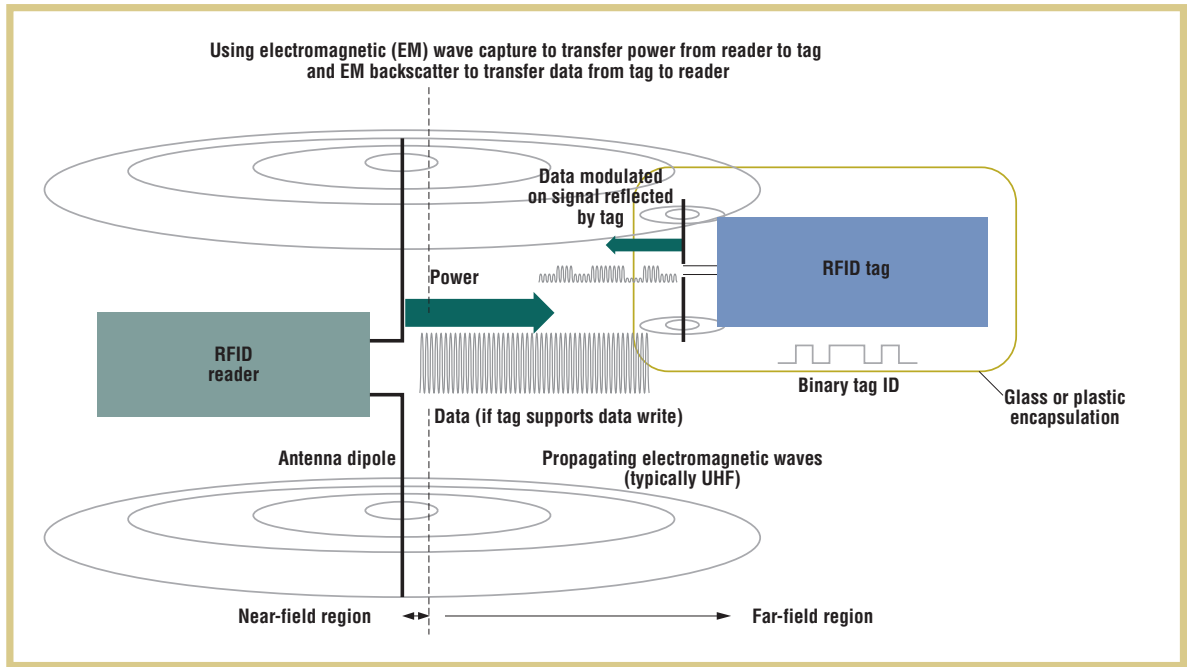 Using electromagnetic (EM) wave capture to transfer power from reader to tag
and EM backscatter to transfer data from tag to reader
Data modulated
on signal reflected
by tag
RFID tag
Power
RFID
reader
Binary tag ID
Glass or plastic
encapsulation
Data (if tag supports data write)
Antenna dipole
Propagating electromagnetic waves
(typically UHF)
Near-field region
Far-field region